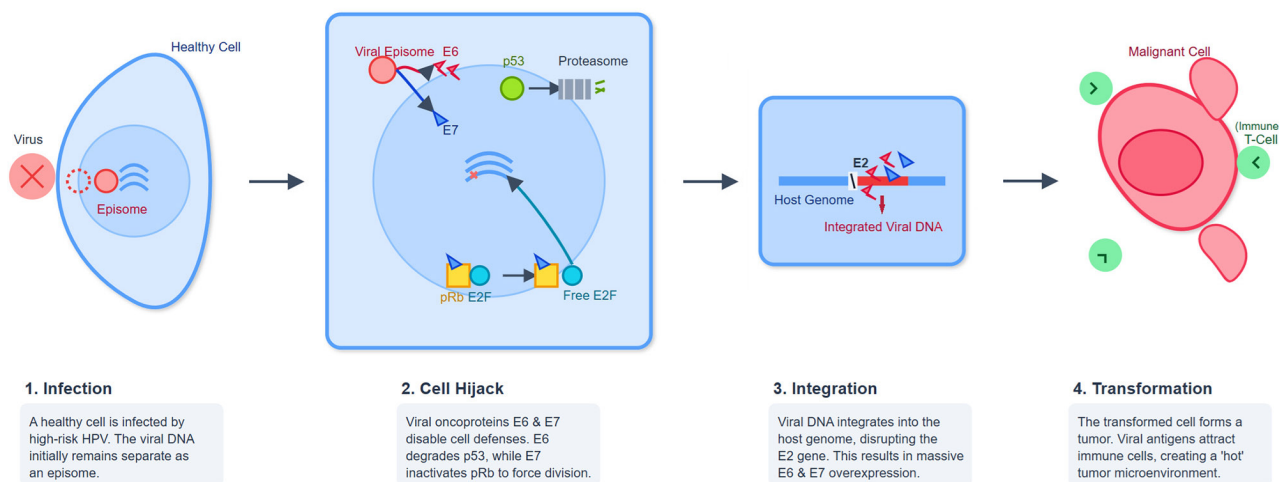 Healthy Cell
Virus
Episome
Viral Episome E6
p53
Proteasome
E7
pRb E2F
Free E2F
E2
Host Genome
Integrated Viral DNA
Malignant Cell
(Immune
T-Cell
1. Infection
A healthy cell is infected by
high-risk HPV. The viral DNA
initially remains separate as
an episome.
2. Cell Hijack
Viral oncoproteins E6 & E7
disable cell defenses. E6
degrades p53, while E7
inactivates pRb to force division.
3. Integration
Viral DNA integrates into the
host genome, disrupting the
E2 gene. This results in massive
E6 & E7 overexpression.
4. Transformation
The transformed cell forms a
tumor. Viral antigens attract
immune cells, creating a 'hot'
tumor microenvironment.